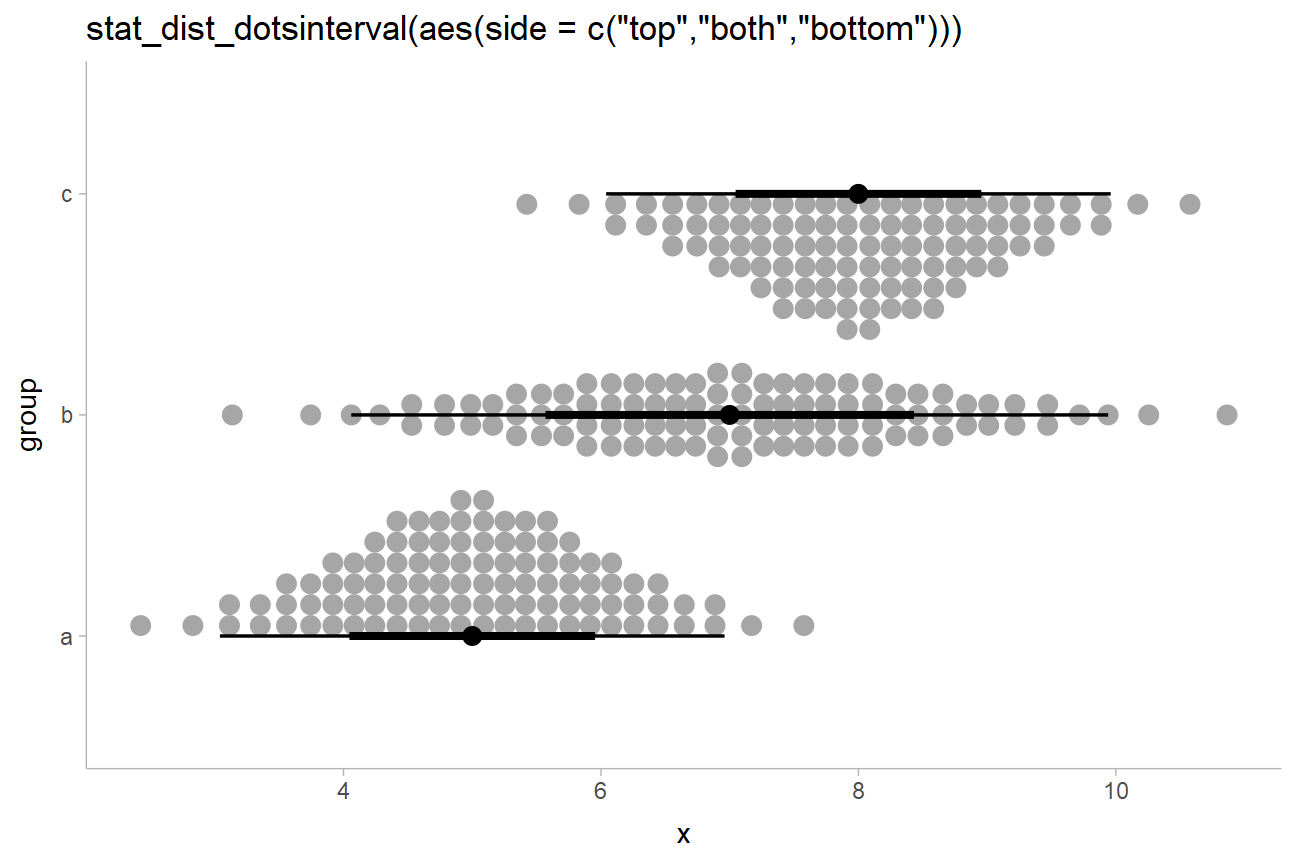 stat_dist_dotsinterval(aes(side = c("top","both","bottom")))
c
b
a
group
4 6 8 10
x